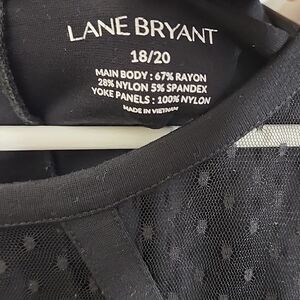 LANE BRYANT
18/20
MAIN BODY : 67% RAYON
28% NYLON 5% SPANDEX
YOKE PANELS : 100% NYLON
MADE IN VIETNAM